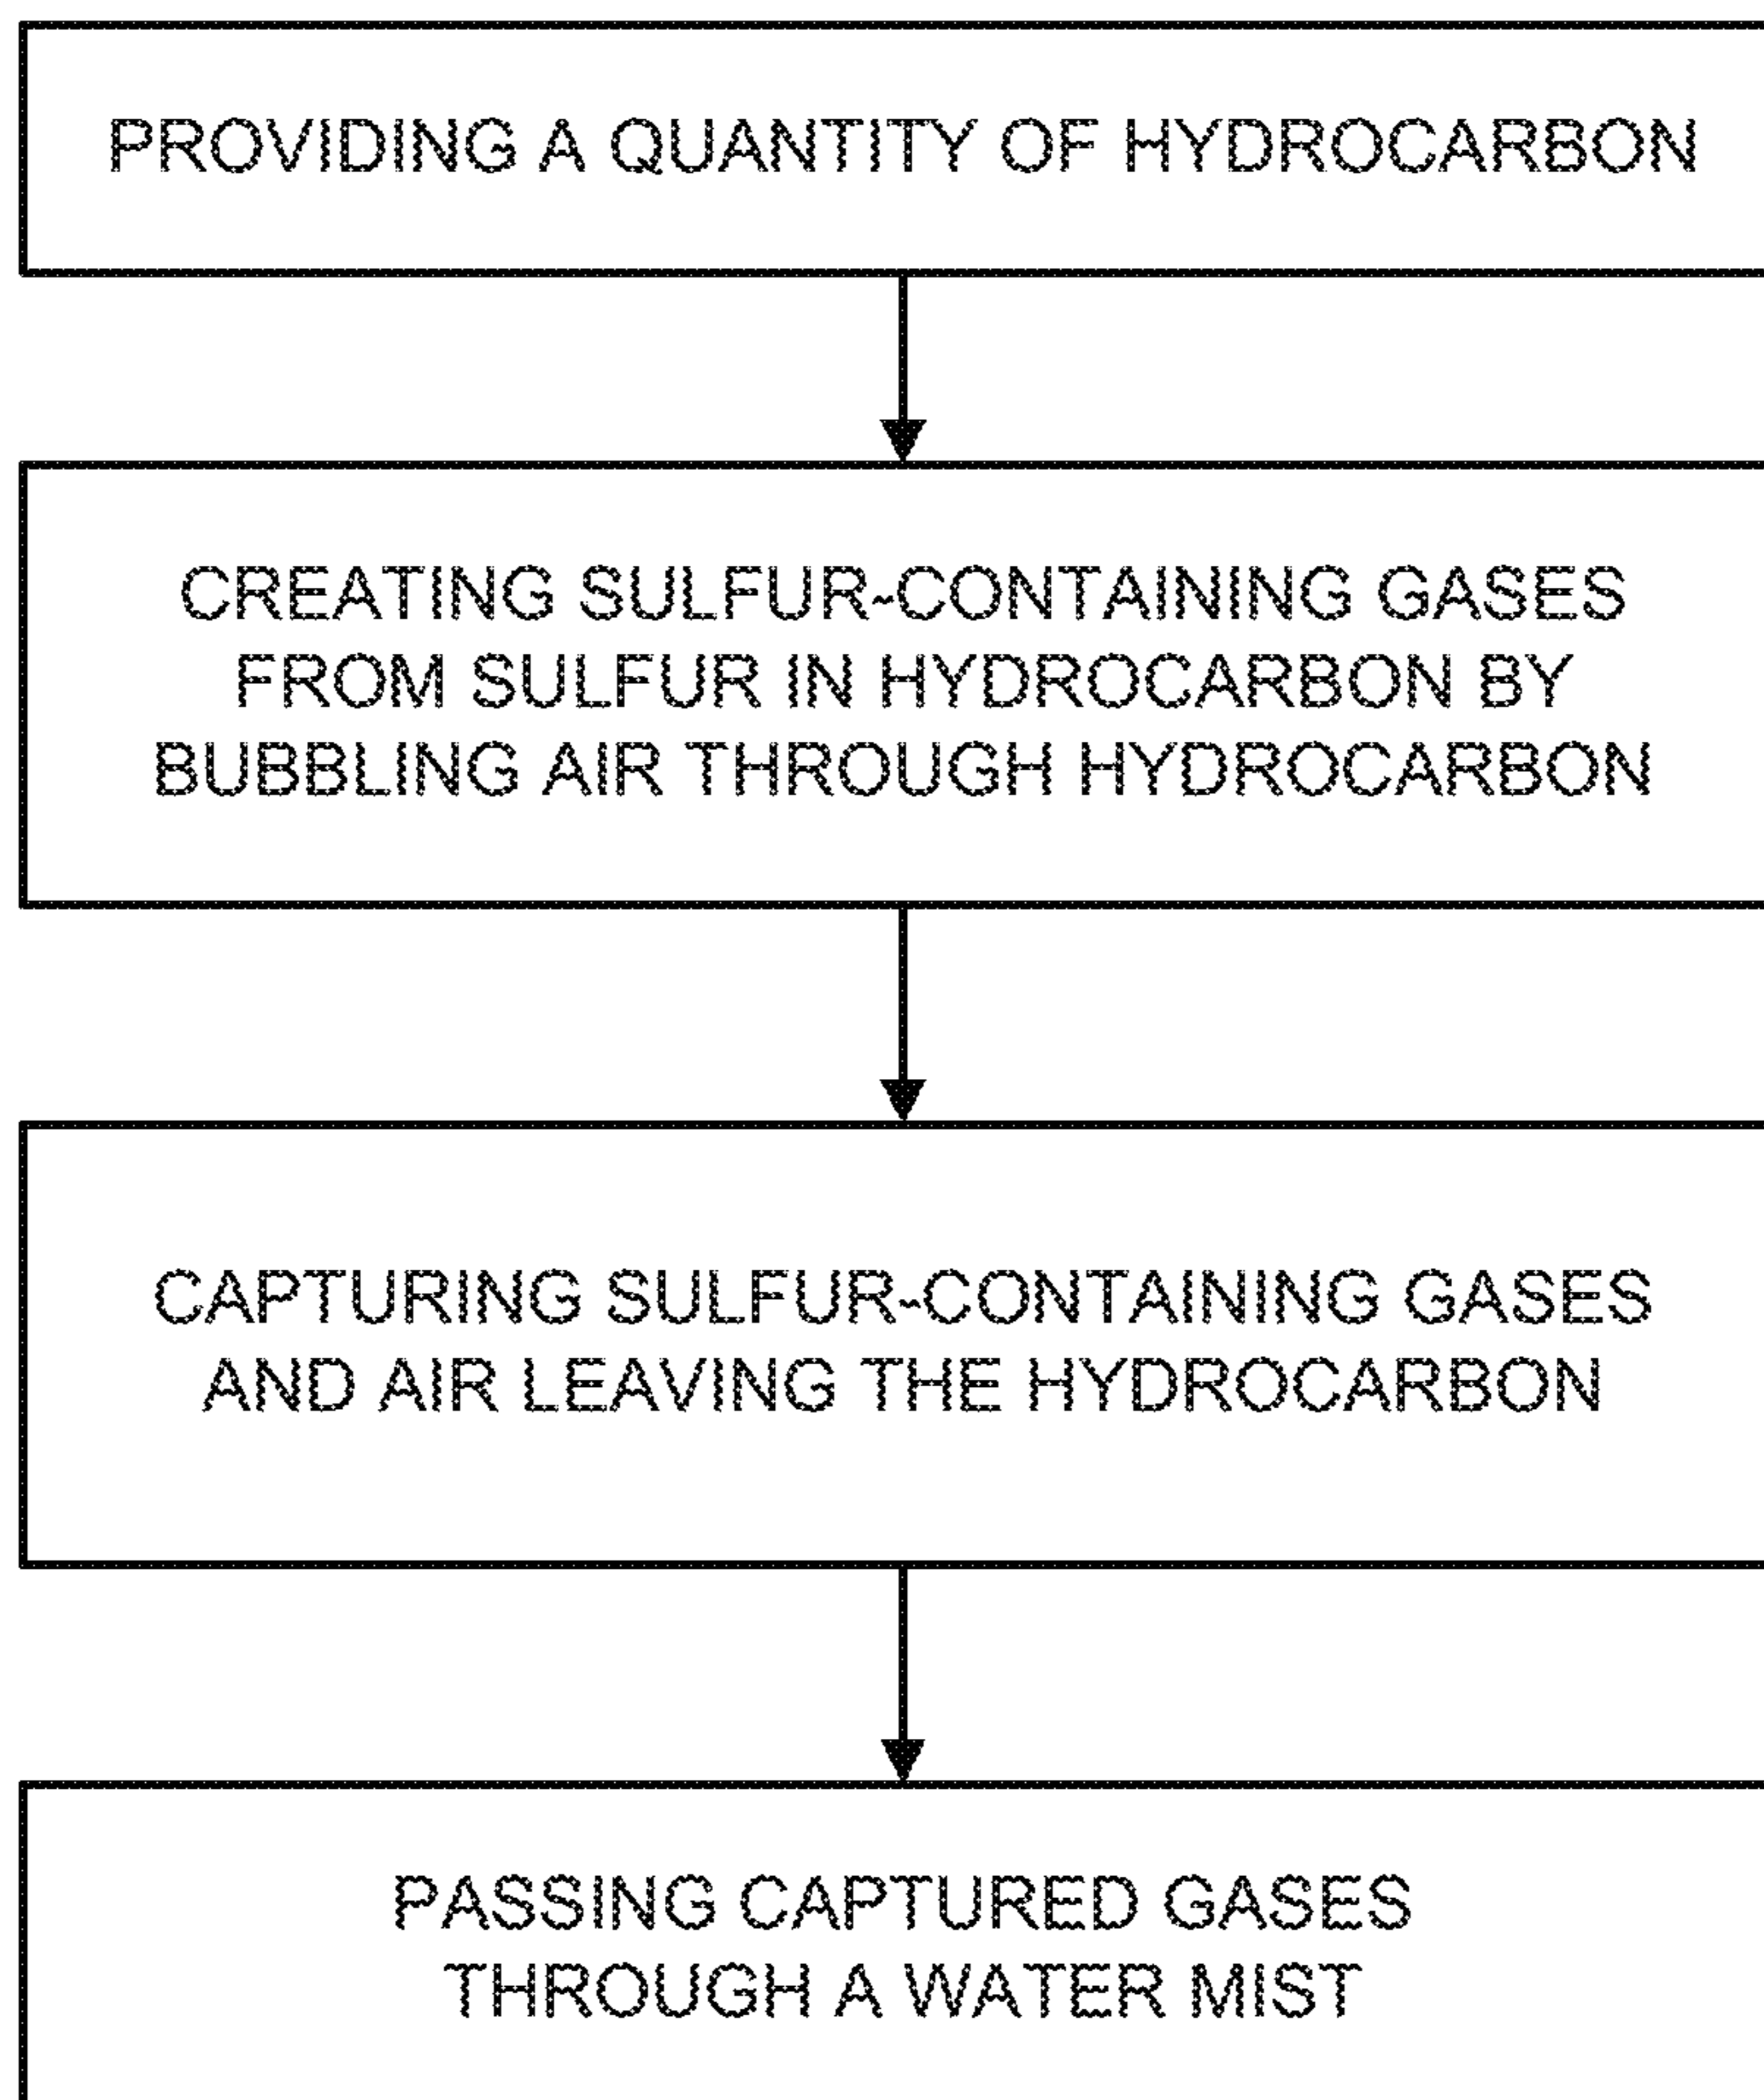 PROVIDING A QUANTITY OF HYDROCARBON
CREATING SULFUR-CONTAINING GASES
FROM SULFUR IN HYDROCARBON BY
BUBBLING AIR THROUGH HYDROCARBON
CAPTURING SULFUR-CONTAINING GASES
AND AIR LEAVING THE HYDROCARBON
PASSING CAPTURED GASES
THROUGH A WATER MIST